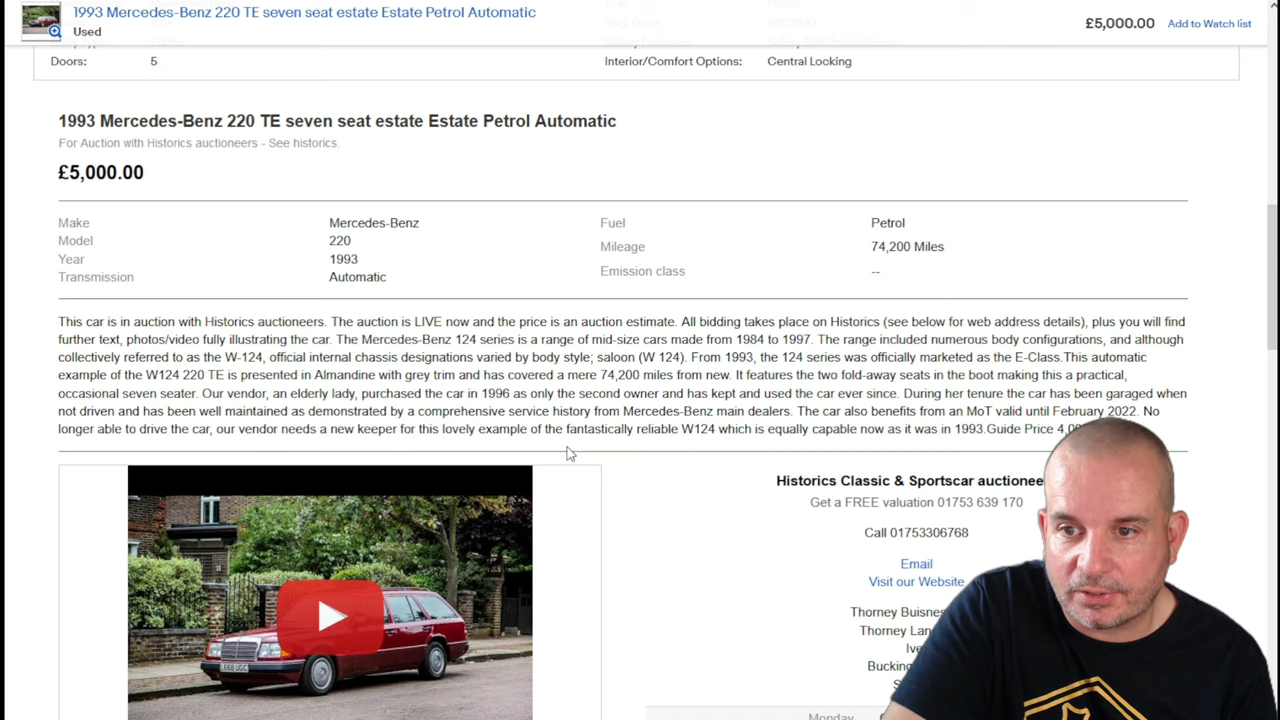 1993 Mercedes-Benz 220 TE seven seat estate Estate Petrol Automatic
Used
£5,000.00
Add to Watch list
Doors: 5
Interior/Comfort Options: Central Locking
1993 Mercedes-Benz 220 TE seven seat estate Estate Petrol Automatic
For Auction with Historics auctioneers - See historics.
£5,000.00
Make Mercedes-Benz
Model 220
Year 1993
Transmission Automatic
Fuel Petrol
Mileage 74,200 Miles
Emission class --
This car is in auction with Historics auctioneers. The auction is LIVE now and the price is an auction estimate. All bidding takes place on Historics (see below for web address details), plus you will find
further text, photos/video fully illustrating the car. The Mercedes-Benz 124 series is a range of mid-size cars made from 1984 to 1997. The range included numerous body configurations, and although
collectively referred to as the W-124, official internal chassis designations varied by body style; saloon (W 124). From 1993, the 124 series was officially marketed as the E-Class.This automatic
example of the W124 220 TE is presented in Almandine with grey trim and has covered a mere 74,200 miles from new. It features the two fold-away seats in the boot making this a practical,
occasional seven seater. Our vendor, an elderly lady, purchased the car in 1996 as only the second owner and has kept and used the car ever since. During her tenure the car has been garaged when
not driven and has been well maintained as demonstrated by a comprehensive service history from Mercedes-Benz main dealers. The car also benefits from an MoT valid until February 2022. No
longer able to drive the car, our vendor needs a new keeper for this lovely example of the fantastically reliable W124 which is equally capable now as it was in 1993.Guide Price
Historics Classic & Sportscar
Get a FREE valuation 01753 639 170
Call 01753306768
Email
Visit our Website
Thorney
Thorney
Monday